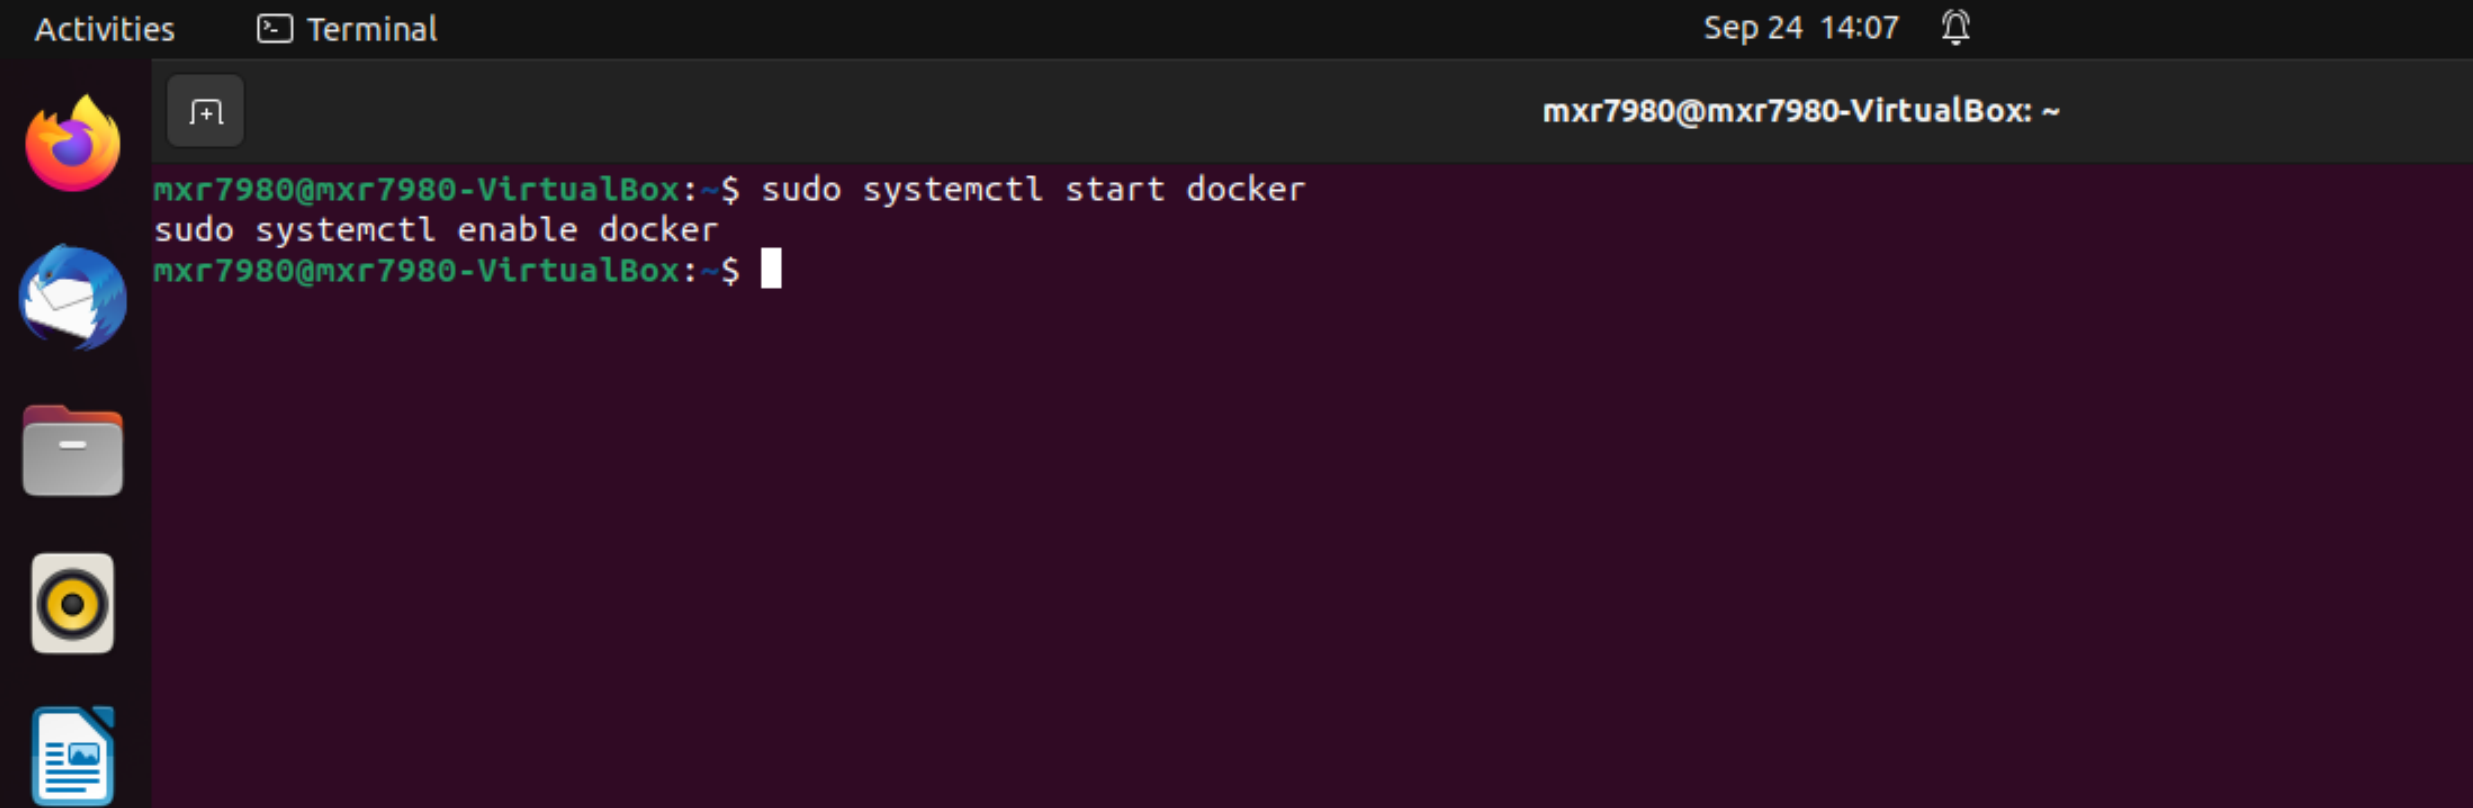 Activities Terminal Sep 24 14:07
mxr7980@mxr7980-VirtualBox: ~
mxr7980@mxr7980-VirtualBox:~$ sudo systemctl start docker
sudo systemctl enable docker
mxr7980@mxr7980-VirtualBox:~$